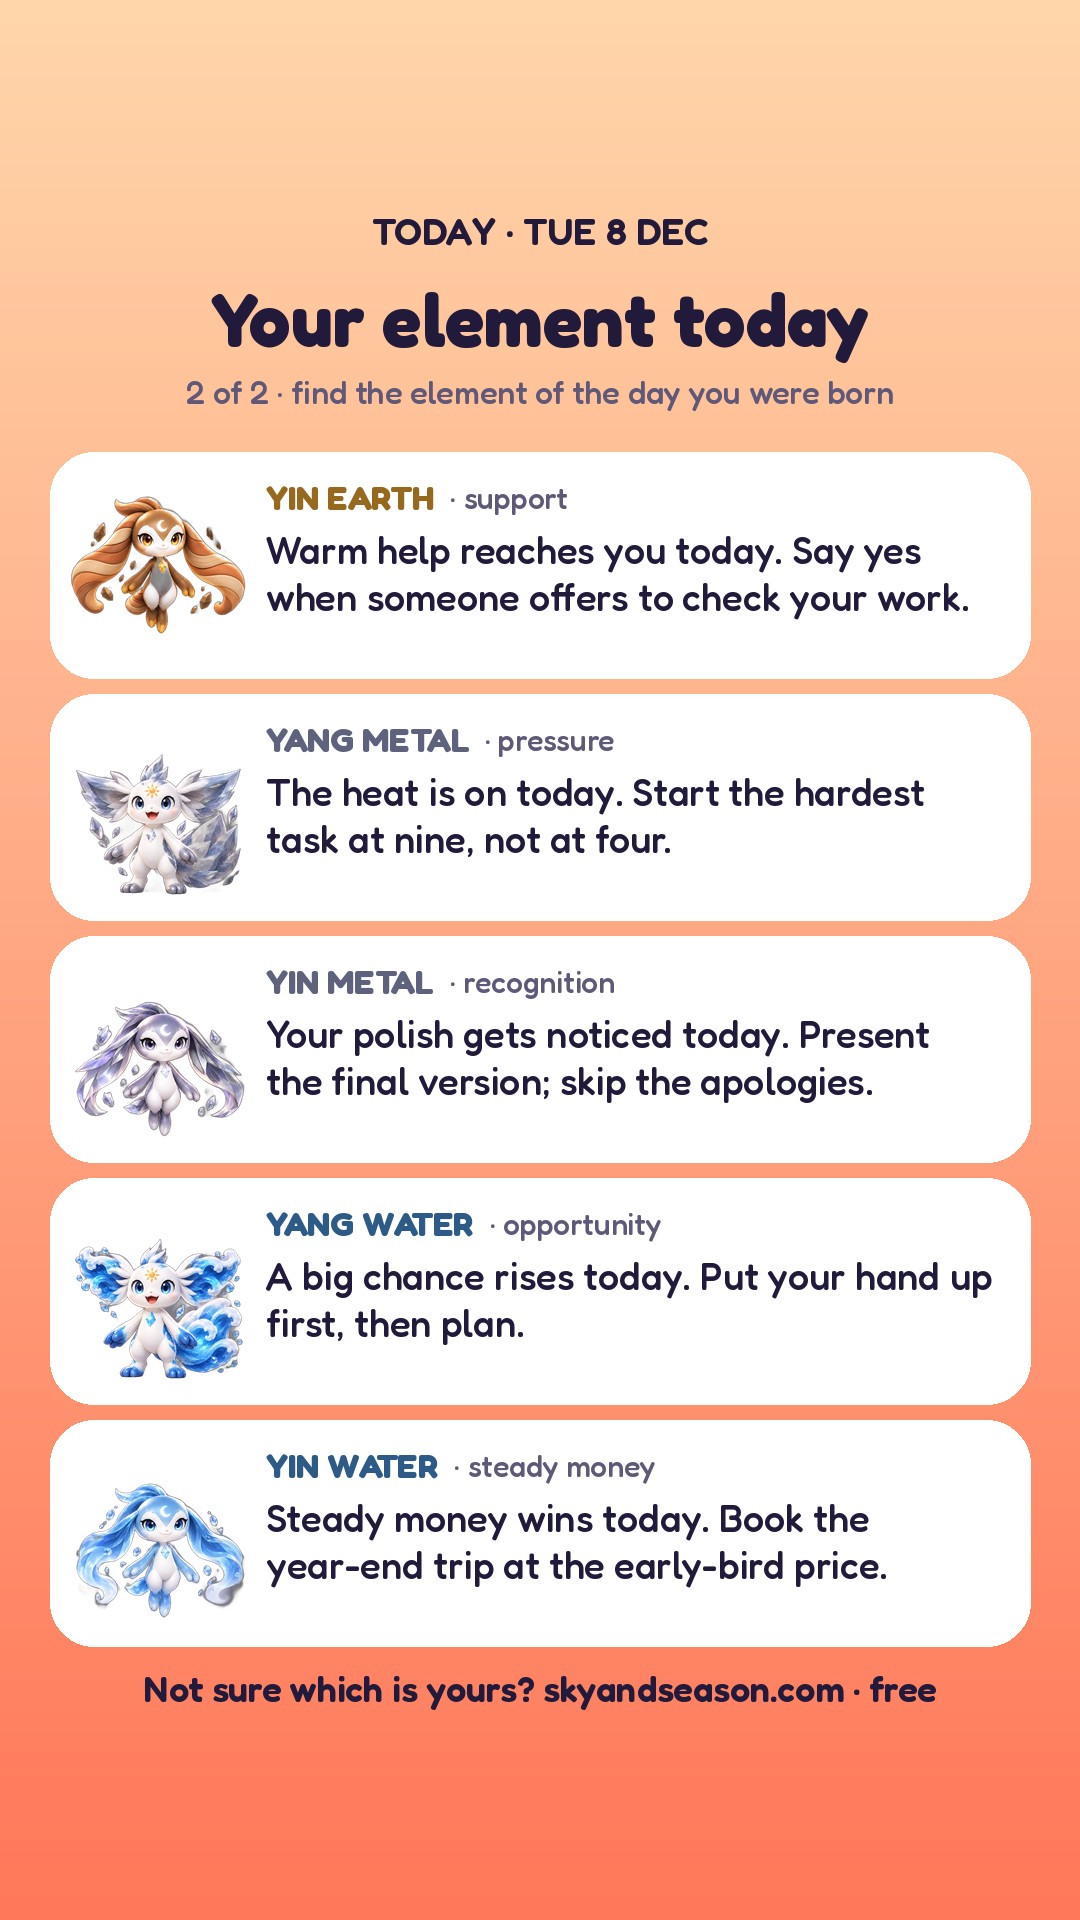 TODAY · TUE 8 DEC
Your element today
2 of 2 · find the element of the day you were born
YIN EARTH · support
Warm help reaches you today. Say yes
when someone offers to check your work.
YANG METAL · pressure
The heat is on today. Start the hardest
task at nine, not at four.
YIN METAL · recognition
Your polish gets noticed today. Present
the final version; skip the apologies.
YANG WATER · opportunity
A big chance rises today. Put your hand up
first, then plan.
YIN WATER · steady money
Steady money wins today. Book the
year-end trip at the early-bird price.
Not sure which is yours? skyandseason.com · free